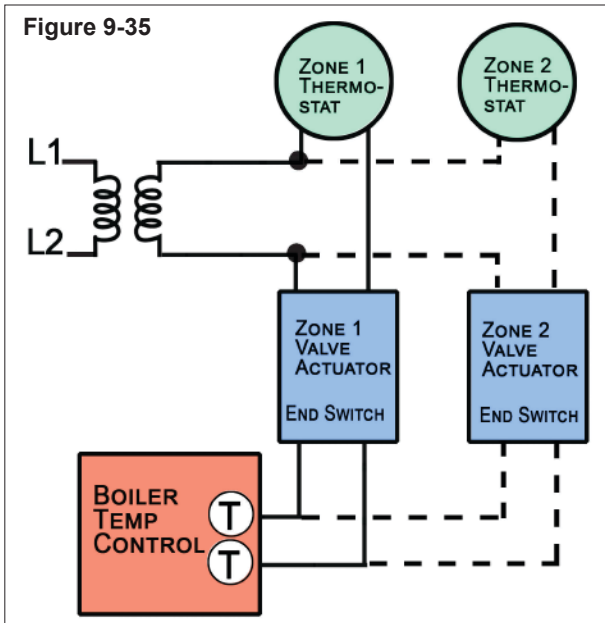 Figure 9-35
ZONE 1
THERMO-
STAT
ZONE 2
THERMO-
STAT
L1
L2
ZONE 1
VALVE
ACTUATOR
END SWITCH
ZONE 2
VALVE
ACTUATOR
END SWITCH
BOILER
TEMP
CONTROL
T
T